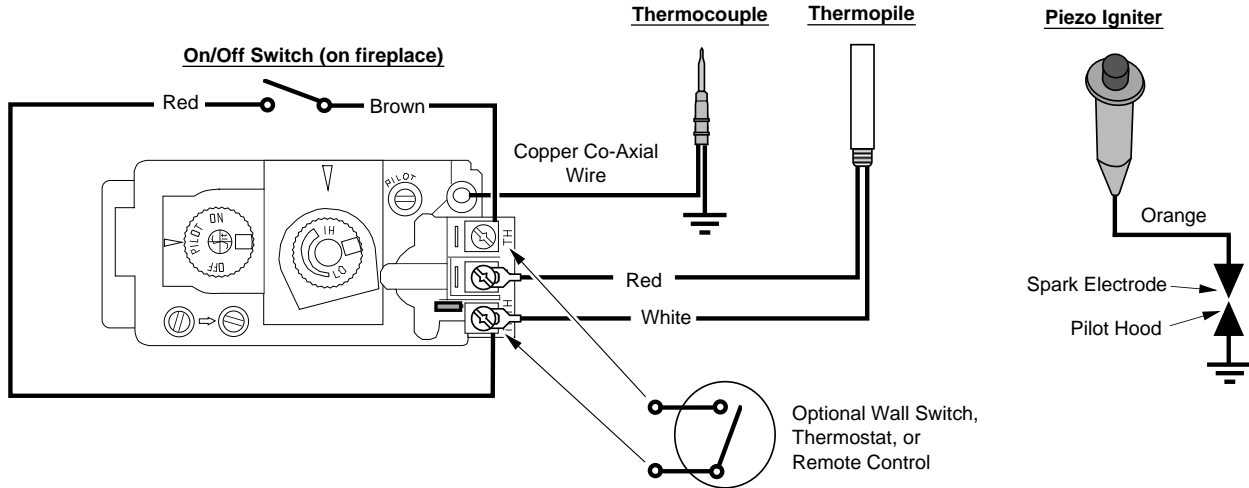 Thermocouple
Thermopile
Piezo Igniter
On/Off Switch (on fireplace)
Red
Brown
Copper Co-Axial
Wire
PILOT
ON
PILOT
OFF
HI
LO
TH
Orange
Red
White
TH
Spark Electrode
Pilot Hood
Optional Wall Switch,
Thermostat, or
Remote Control